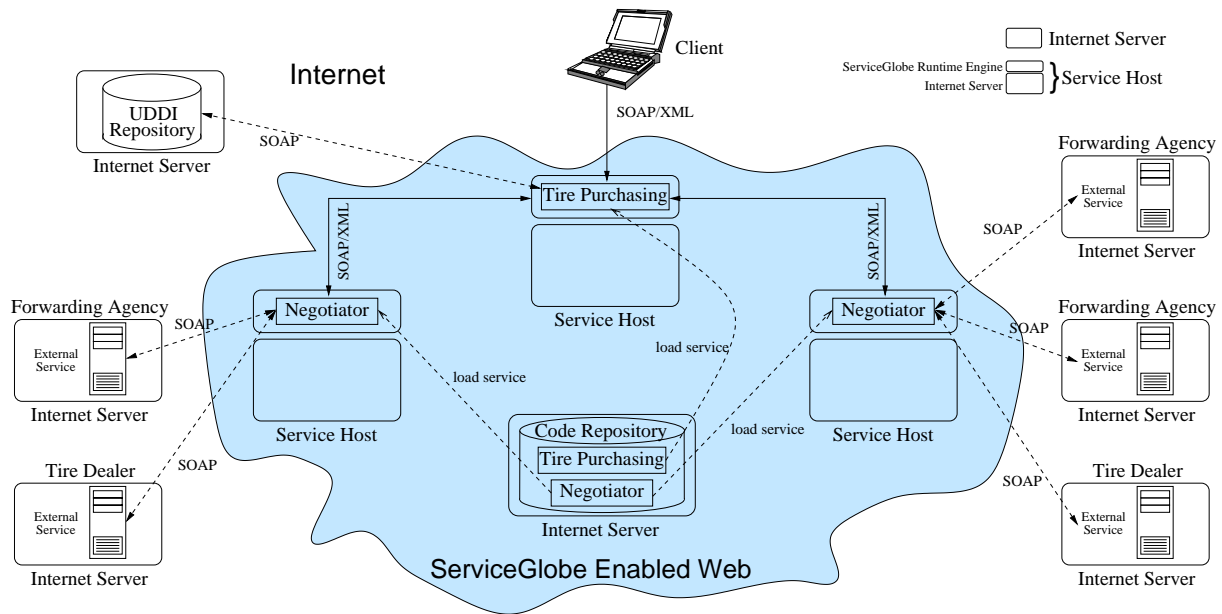 Client
Internet Server
ServiceGlobe Runtime Engine
Internet Server
Service Host
Internet
UDDI
Repository
Internet Server
SOAP
SOAP/XML
Tire Purchasing
Service Host
SOAP/XML
SOAP/XML
Forwarding Agency
External
Service
Internet Server
SOAP
Forwarding Agency
External
Service
Internet Server
SOAP
Negotiator
Service Host
Negotiator
Service Host
SOAP
Forwarding Agency
External
Service
Internet Server
load service
load service
load service
Code Repository
Tire Purchasing
Negotiator
Internet Server
SOAP
Tire Dealer
External
Service
Internet Server
SOAP
Tire Dealer
External
Service
Internet Server
ServiceGlobe Enabled Web